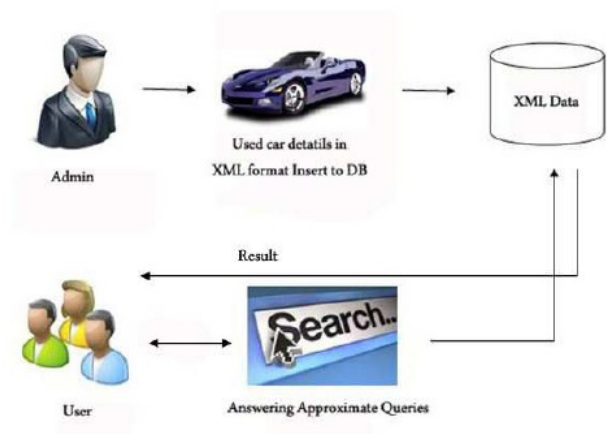 XML Data
Used car detatils in
XML format Insert to DB
Admin
Result
Search..
User
Answering Approximate Queries